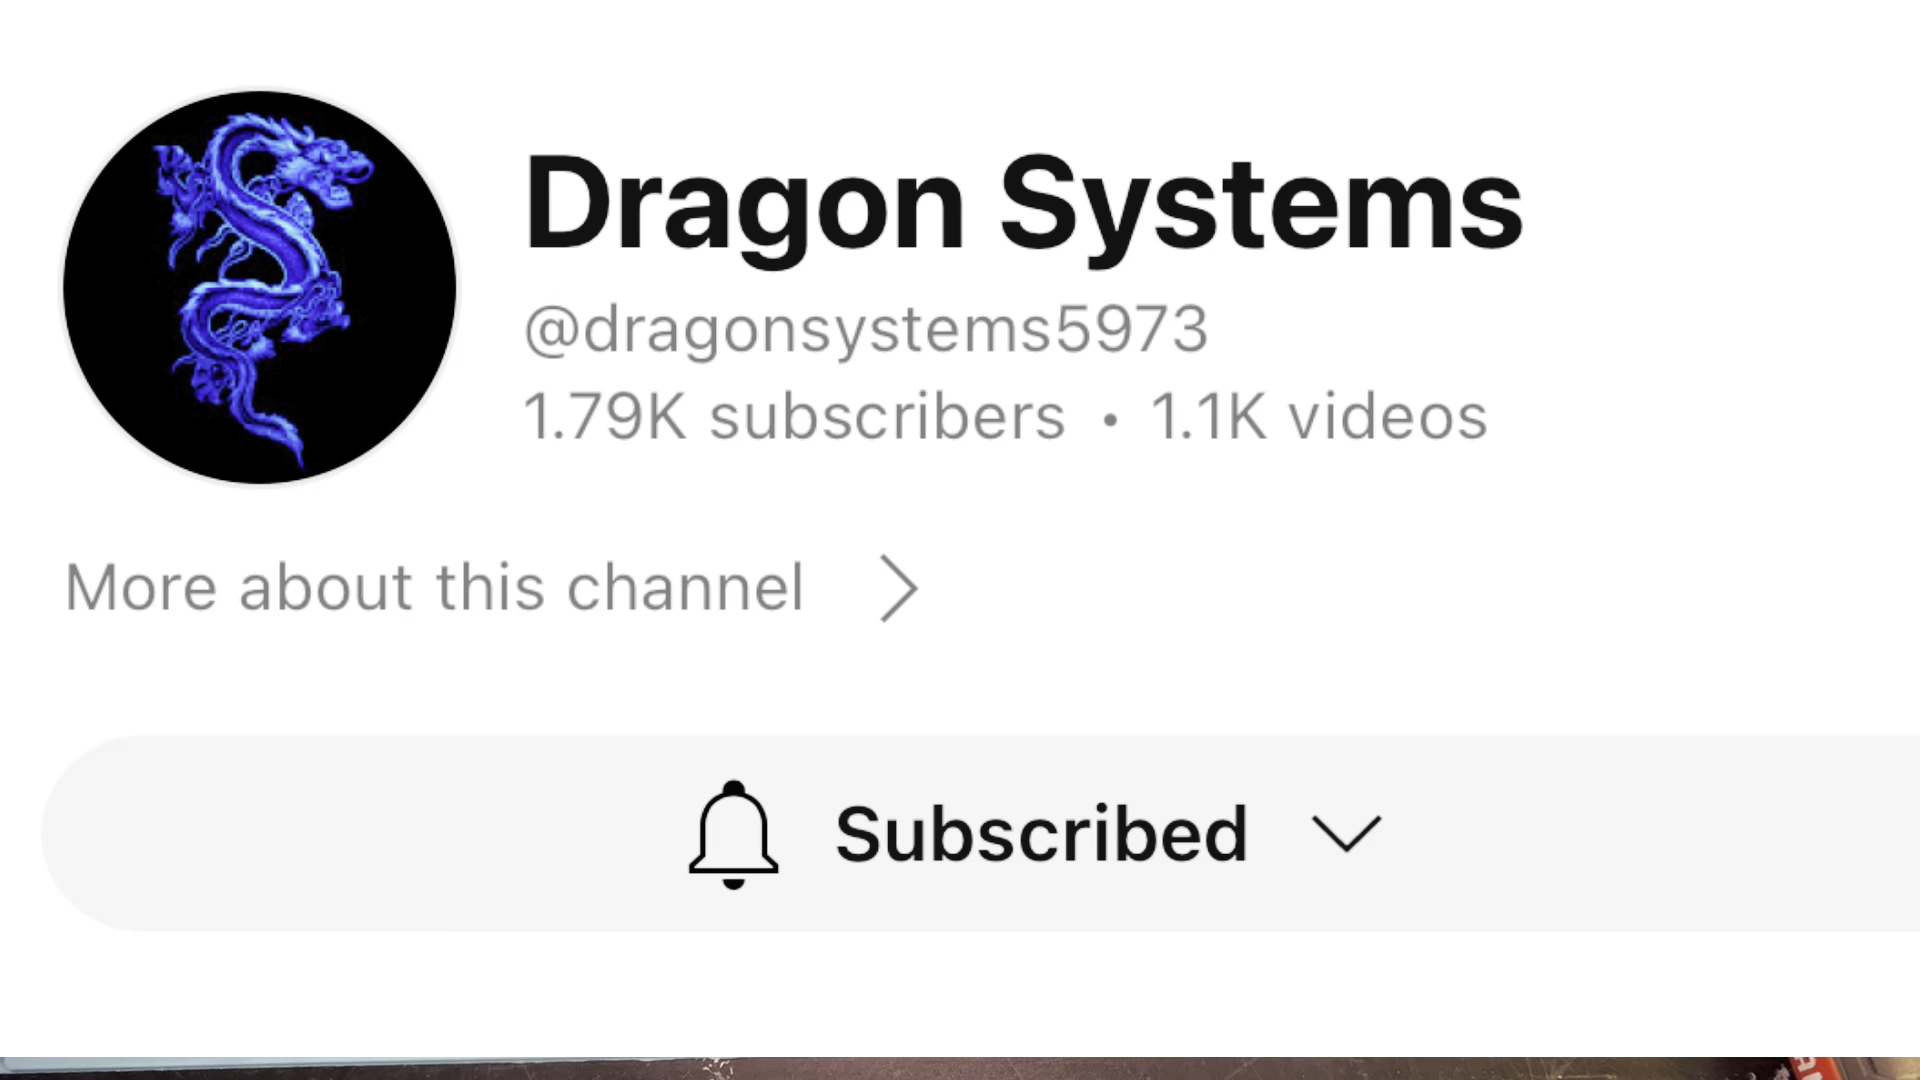 Dragon Systems
@dragonsystems5973
1.79K subscribers • 1.1K videos
More about this channel
Subscribed